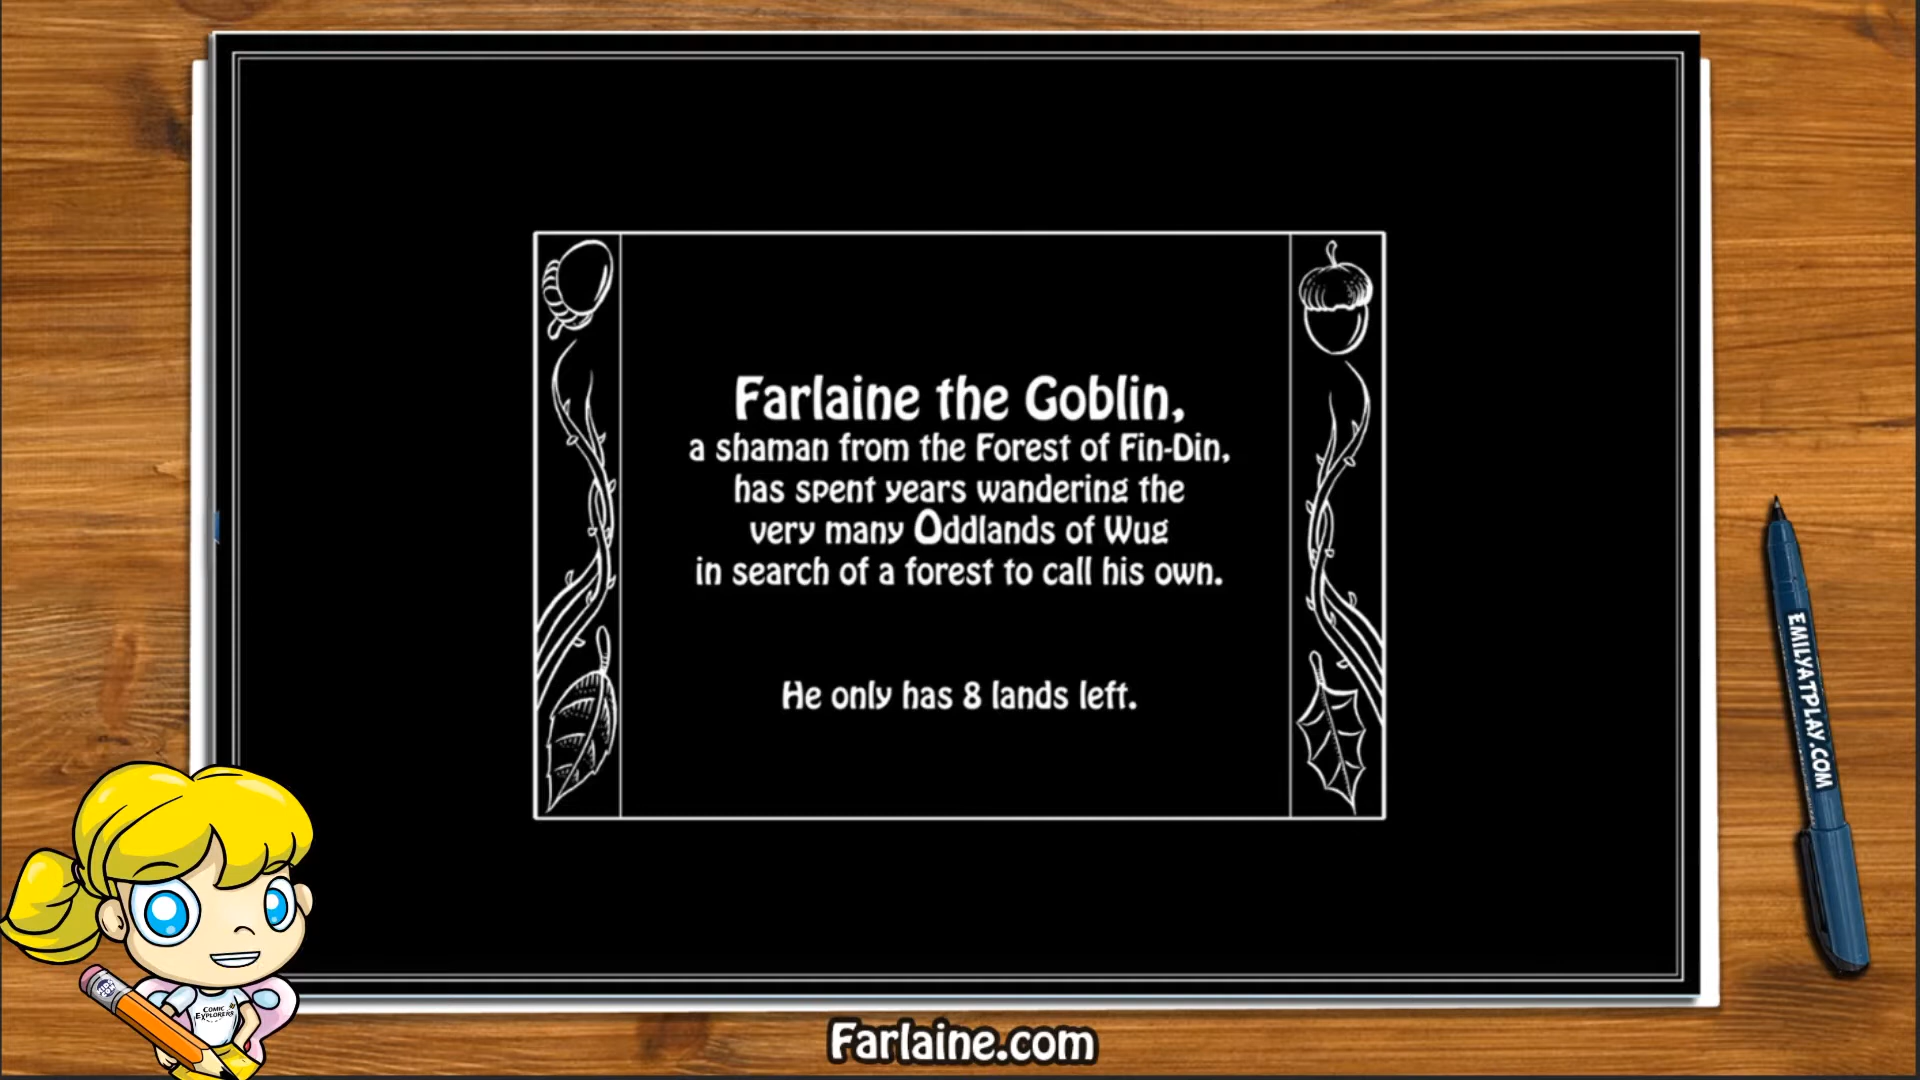 Farlaine the Goblin,
a shaman from the Forest of Fin-Din,
has spent years wandering the
very many Oddlands of Wug
in search of a forest to call his own.
He only has 8 lands left.
EMILYATPLAY.COM
COMIC
EXPLORERS
Farlaine.com